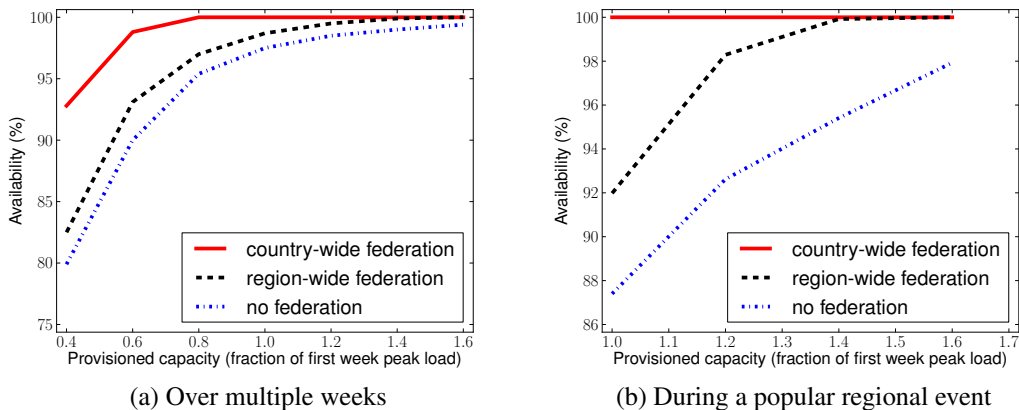 100
95
90
85
80
75
Availability (%)
country-wide federation
region-wide federation
no federation
0.4 0.6 0.8 1.0 1.2 1.4 1.6
Provisioned capacity (fraction of first week peak load)
(a) Over multiple weeks
100
98
96
94
92
90
88
86
Availability (%)
country-wide federation
region-wide federation
no federation
1.0 1.1 1.2 1.3 1.4 1.5 1.6 1.7
Provisioned capacity (fraction of first week peak load)
(b) During a popular regional event